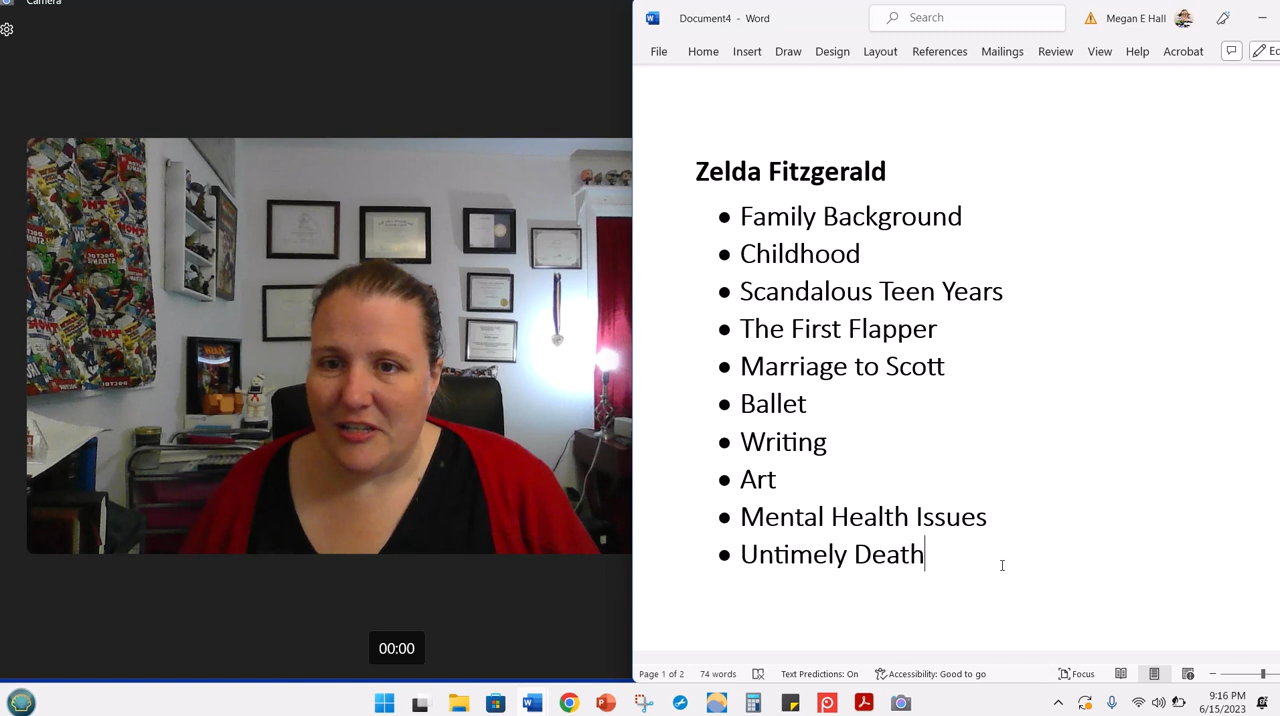 Camera
Document4 - Word
Search
Megan E Hall
File Home Insert Draw Design Layout References Mailings Review View Help Acrobat
Zelda Fitzgerald
• Family Background
• Childhood
• Scandalous Teen Years
• The First Flapper
• Marriage to Scott
• Ballet
• Writing
• Art
• Mental Health Issues
• Untimely Death
00:00
Page 1 of 2 74 words Text Predictions: On Accessibility: Good to go Focus
9:16 PM
6/15/2023